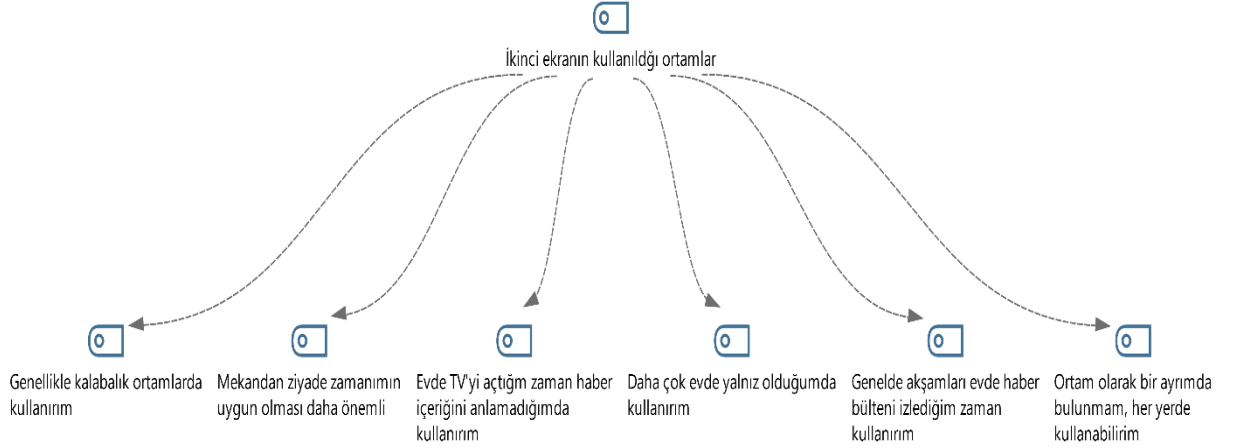 İkinci ekranın kullanıldğı ortamlar
Genellikle kalabalık ortamlarda
kullanırım
Mekandan ziyade zamanımın
uygun olması daha önemli
Evde TV'yi açtığm zaman haber
içeriğini anlamadığımda
kullanırım
Daha çok evde yalnız olduğumda
kullanırım
Genelde akşamları evde haber
bülteni izlediğim zaman
kullanırım
Ortam olarak bir ayrımda
bulunmam, her yerde
kullanabilirim